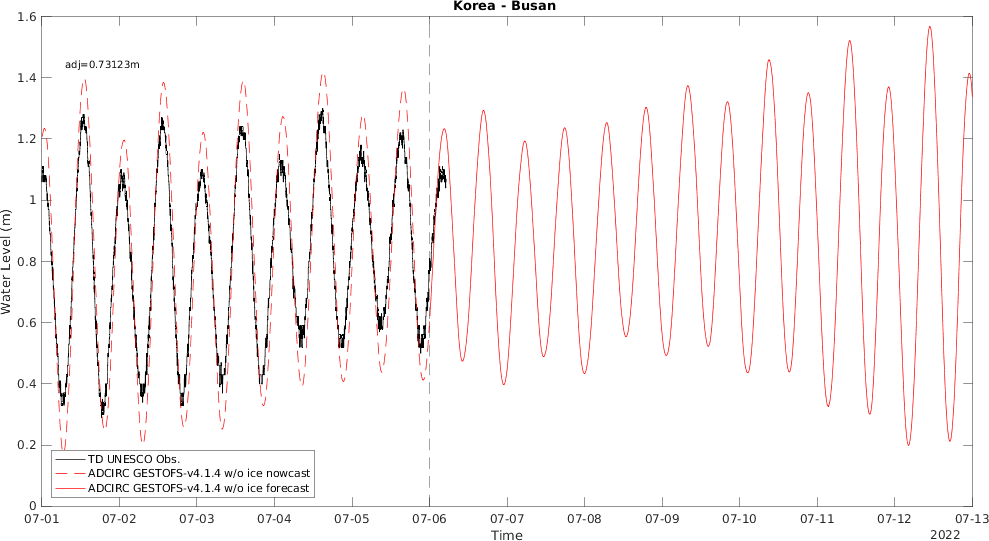 Korea - Busan
1.6
1.4
1.2
1
0.8
0.6
0.4
0.2
0
Water Level (m)
adj=0.73123m
TD UNESCO Obs.
ADCIRC GESTOFS-v4.1.4 w/o ice nowcast
ADCIRC GESTOFS-v4.1.4 w/o ice forecast
07-01 07-02 07-03 07-04 07-05 07-06 07-07 07-08 07-09 07-10 07-11 07-12 07-13
Time
2022